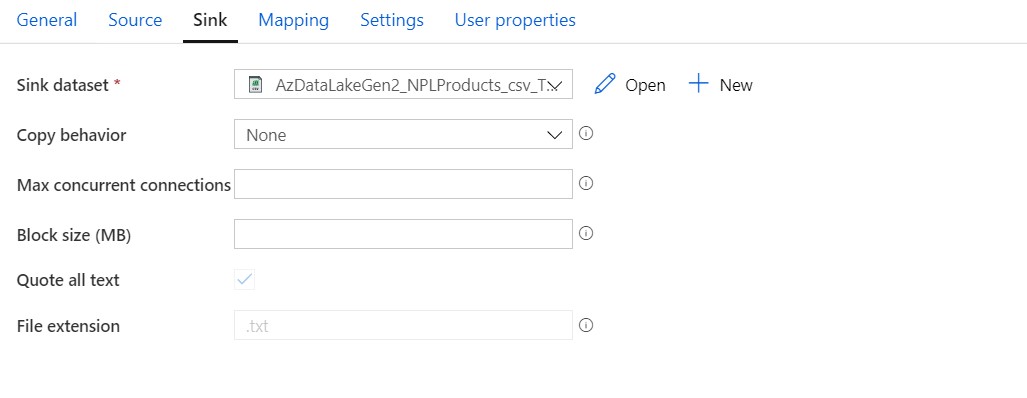 General Source Sink Mapping Settings User properties
Sink dataset * AzDataLakeGen2_NPLProducts_csv_T... Open New
Copy behavior None
Max concurrent connections
Block size (MB)
Quote all text
File extension .txt